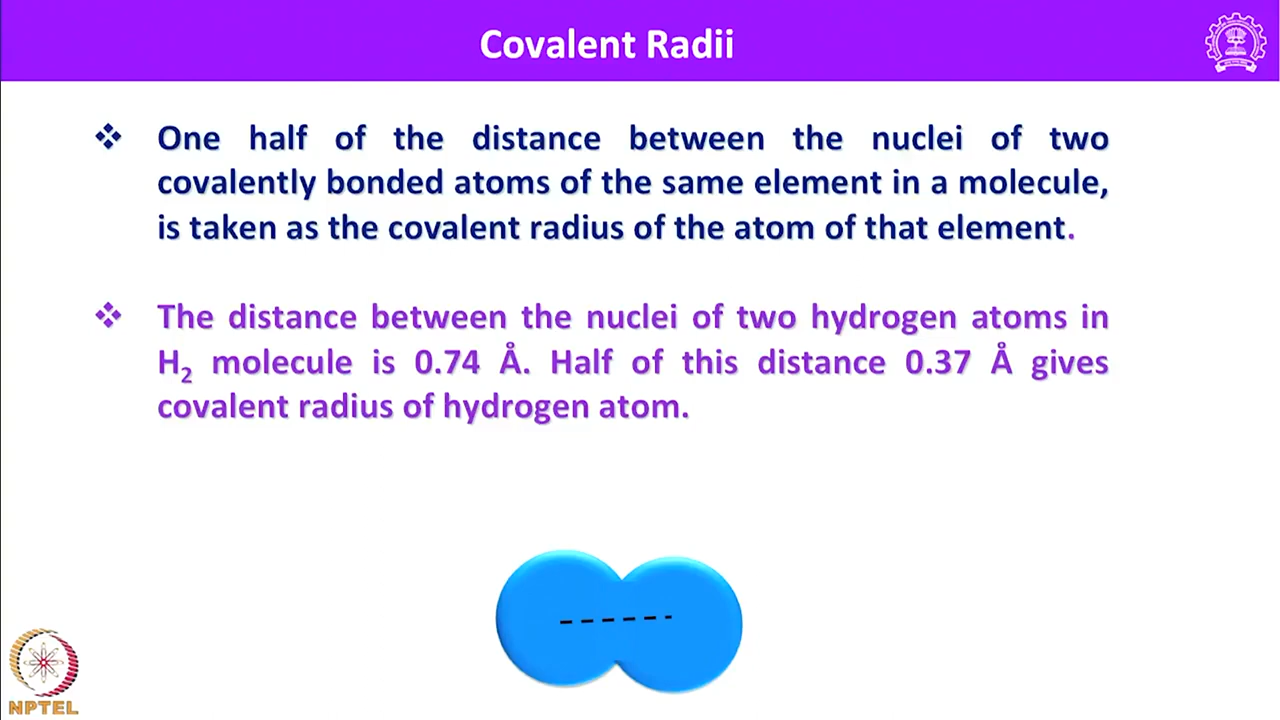 Covalent Radii
❖ One half of the distance between the nuclei of two
covalently bonded atoms of the same element in a molecule,
is taken as the covalent radius of the atom of that element.
❖ The distance between the nuclei of two hydrogen atoms in
H₂ molecule is 0.74 Å. Half of this distance 0.37 Å gives
covalent radius of hydrogen atom.
NPTEL